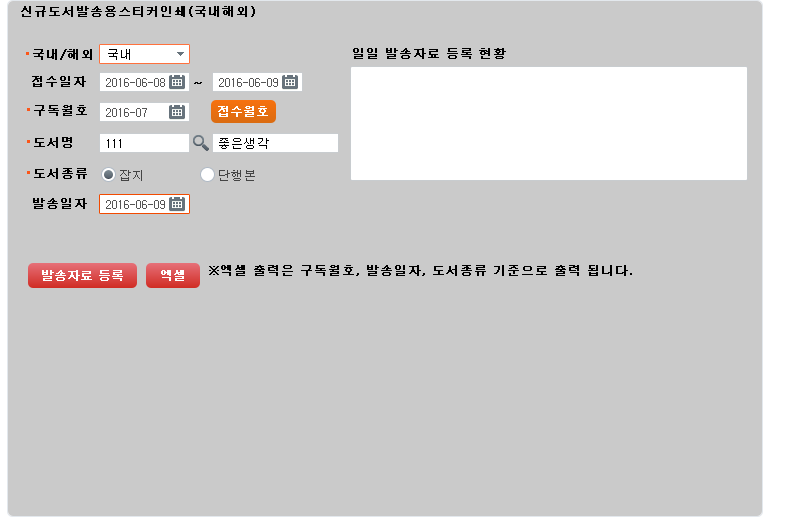 신규도서발송용스티커인쇄(국내해외)
국내/해외 국내
일일 발송자료 등록 현황
접수일자 2016-06-08 ~ 2016-06-09
구독월호 2016-07 접수월호
도서명 111 좋은생각
도서종류 잡지 단행본
발송일자 2016-06-09
발송자료 등록 엑셀 ※엑셀 출력은 구독월호, 발송일자, 도서종류 기준으로 출력 됩니다.